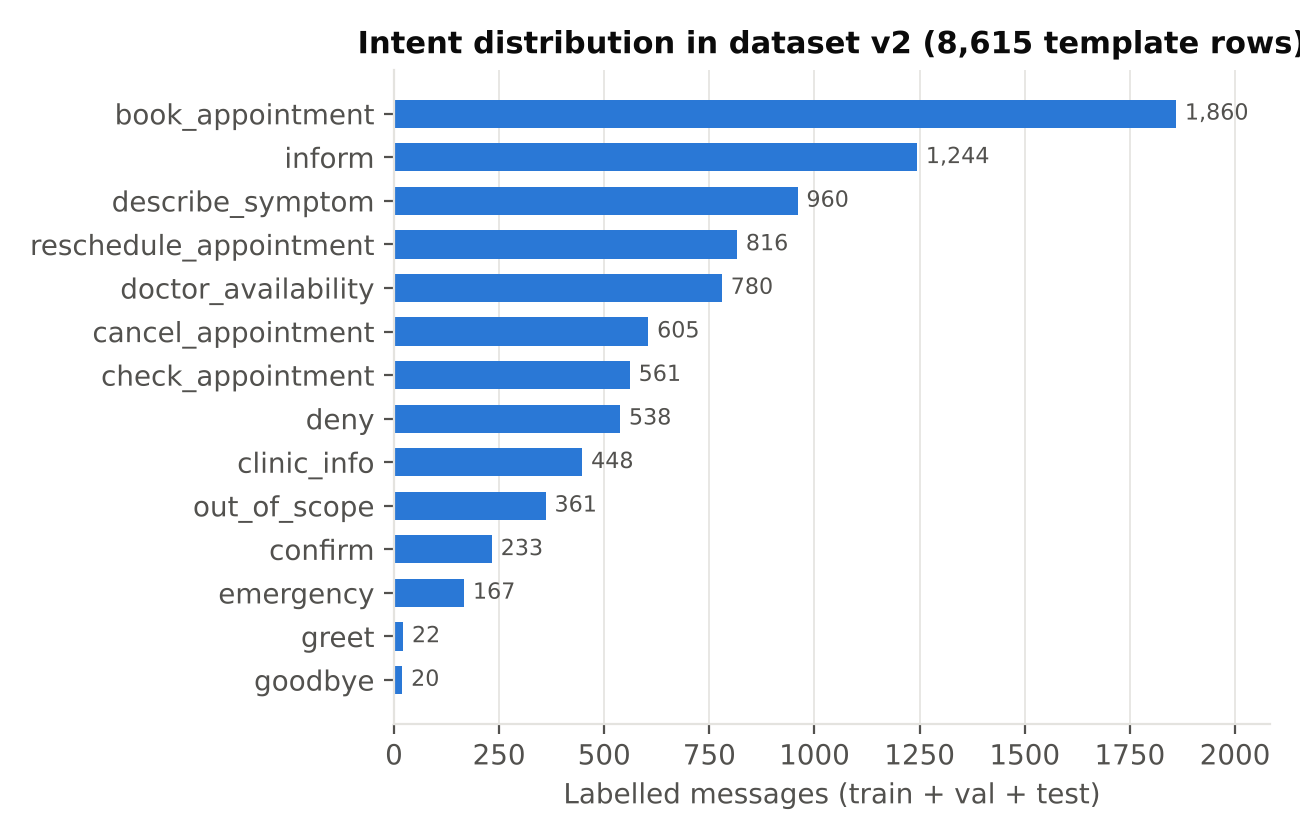 Intent distribution in dataset v2 (8,615 template rows)
book_appointment 1,860
inform 1,244
describe_symptom 960
reschedule_appointment 816
doctor_availability 780
cancel_appointment 605
check_appointment 561
deny 538
clinic_info 448
out_of_scope 361
confirm 233
emergency 167
greet 22
goodbye 20
0 250 500 750 1000 1250 1500 1750 2000
Labelled messages (train + val + test)